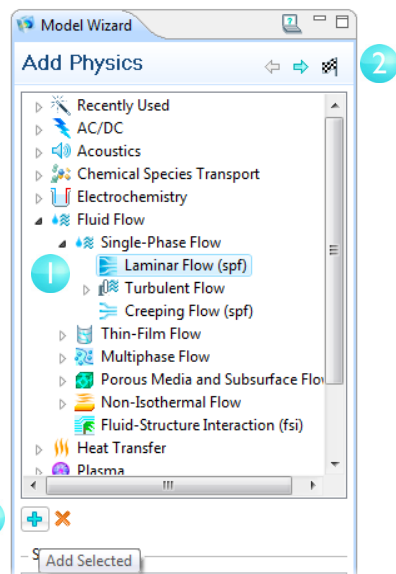 Model Wizard
Add Physics
2
Recently Used
AC/DC
Acoustics
Chemical Species Transport
Electrochemistry
Fluid Flow
Single-Phase Flow
1
Laminar Flow (spf)
Turbulent Flow
Creeping Flow (spf)
Thin-Film Flow
Multiphase Flow
Porous Media and Subsurface Flo
Non-Isothermal Flow
Fluid-Structure Interaction (fsi)
Heat Transfer
Plasma
S
Add Selected